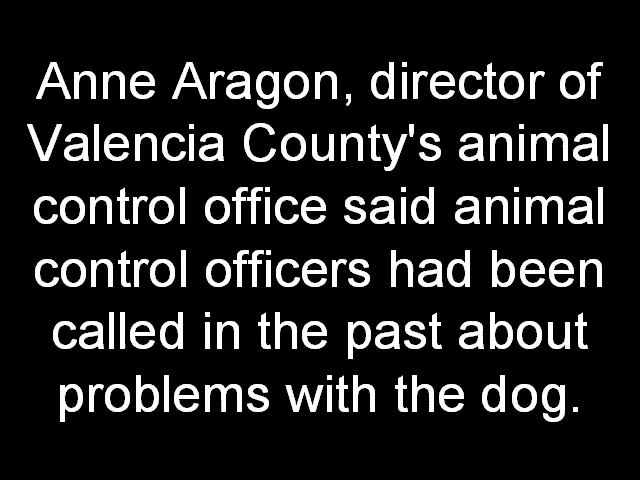 Anne Aragon, director of
Valencia County's animal
control office said animal
control officers had been
called in the past about
problems with the dog.